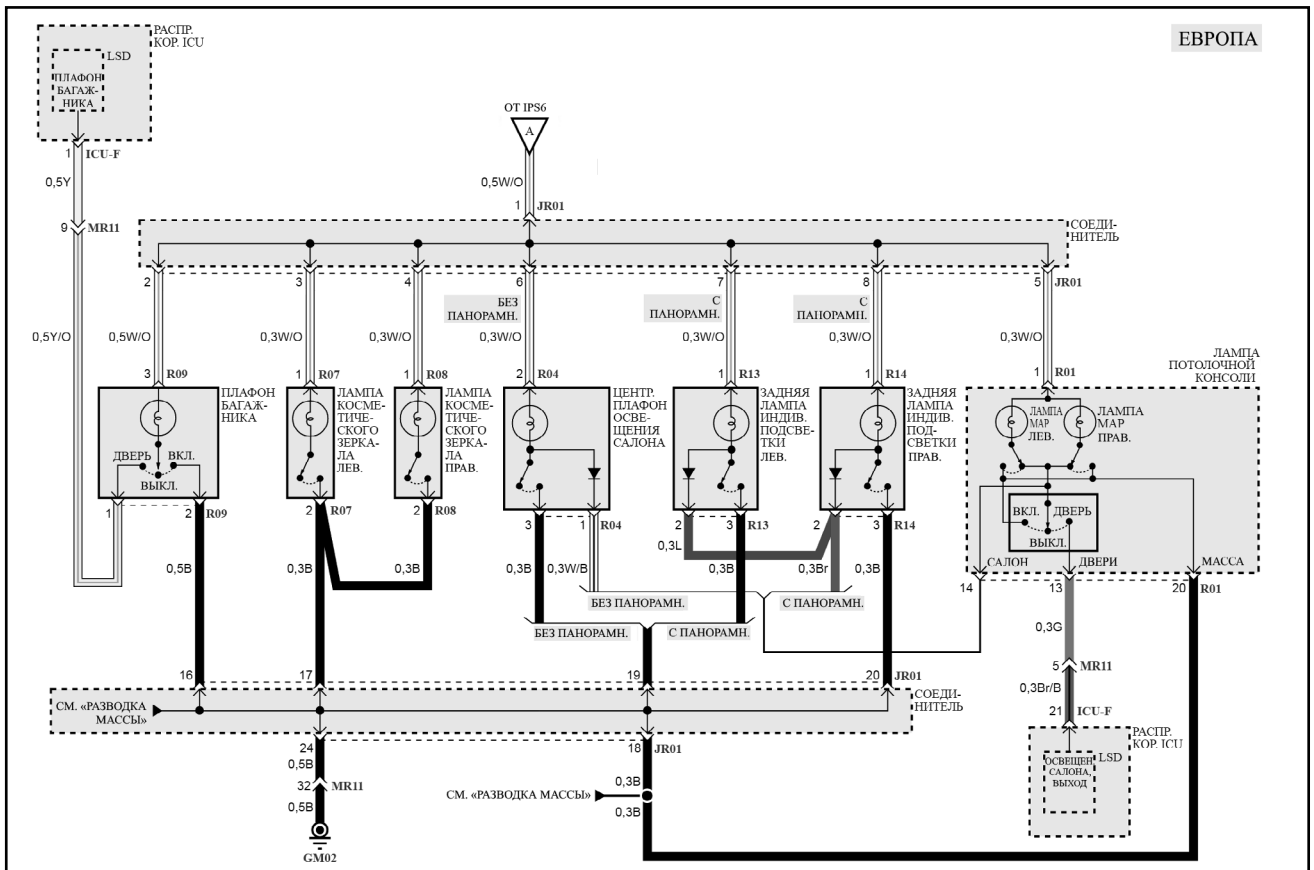 РАСПР.
КОР. ICU
LSD
ПЛАФОН
БАГАЖ-
НИКА
1 ICU-F
0,5Y
9 MR11
ЕВРОПА
ОТ IPS6
A
0,5W/O
1 JR01
СОЕДИ-
НИТЕЛЬ
2 3 4 6 7 8 5 JR01
БЕЗ
ПАНОРАМН.
С
ПАНОРАМН.
С
ПАНОРАМН.
0,5Y/O 0,5W/O 0,3W/O 0,3W/O 0,3W/O 0,3W/O 0,3W/O 0,3W/O
3 R09 1 R07 1 R08 2 R04 1 R13 1 R14 1 R01
ПЛАФОН
БАГАЖ-
НИКА
ДВЕРЬ ВКЛ.
ВЫКЛ.
1 2 R09
ЛАМПА
КОСМЕ-
ТИЧЕ-
СКОГО
ЗЕРКА-
ЛА
ЛЕВ.
2 R07
ЛАМПА
КОСМЕ-
ТИЧЕ-
СКОГО
ЗЕРКА-
ЛА
ПРАВ.
2 R08
ЦЕНТР.
ПЛАФОН
ОСВЕ-
ЩЕНИЯ
САЛОНА
3 1 R04
ЗАДНЯЯ
ЛАМПА
ИНДИВ.
ПОДСВЕ-
ТКИ
ЛЕВ.
2 3 R13
ЗАДНЯЯ
ЛАМПА
ИНДИВ.
ПОД-
СВЕТКИ
ПРАВ.
2 3 R14
ЛАМПА
ПОТОЛОЧНОЙ
КОНСОЛИ
ЛАМПА
MAP
ЛЕВ.
ЛАМПА
MAP
ПРАВ.
ВКЛ. ДВЕРЬ
ВЫКЛ.
САЛОН ДВЕРИ МАССА
14 13 20 R01
0,3L
0,5B 0,3B 0,3B 0,3B 0,3W/B 0,3Br 0,3B
БЕЗ ПАНОРАМН. С ПАНОРАМН.
БЕЗ ПАНОРАМН. С ПАНОРАМН.
0,3G
5 MR11
0,3Br/B
21 ICU-F
РАСПР.
КОР. ICU
LSD
ОСВЕЩЕН
САЛОНА,
ВЫХОД
16 17 19 20 JR01
СМ. «РАЗВОДКА
МАССЫ»
СОЕДИ-
НИТЕЛЬ
24 18 JR01
0,5B
32 MR11
0,5B
GM02
0,3B
СМ. «РАЗВОДКА МАССЫ»
0,3B